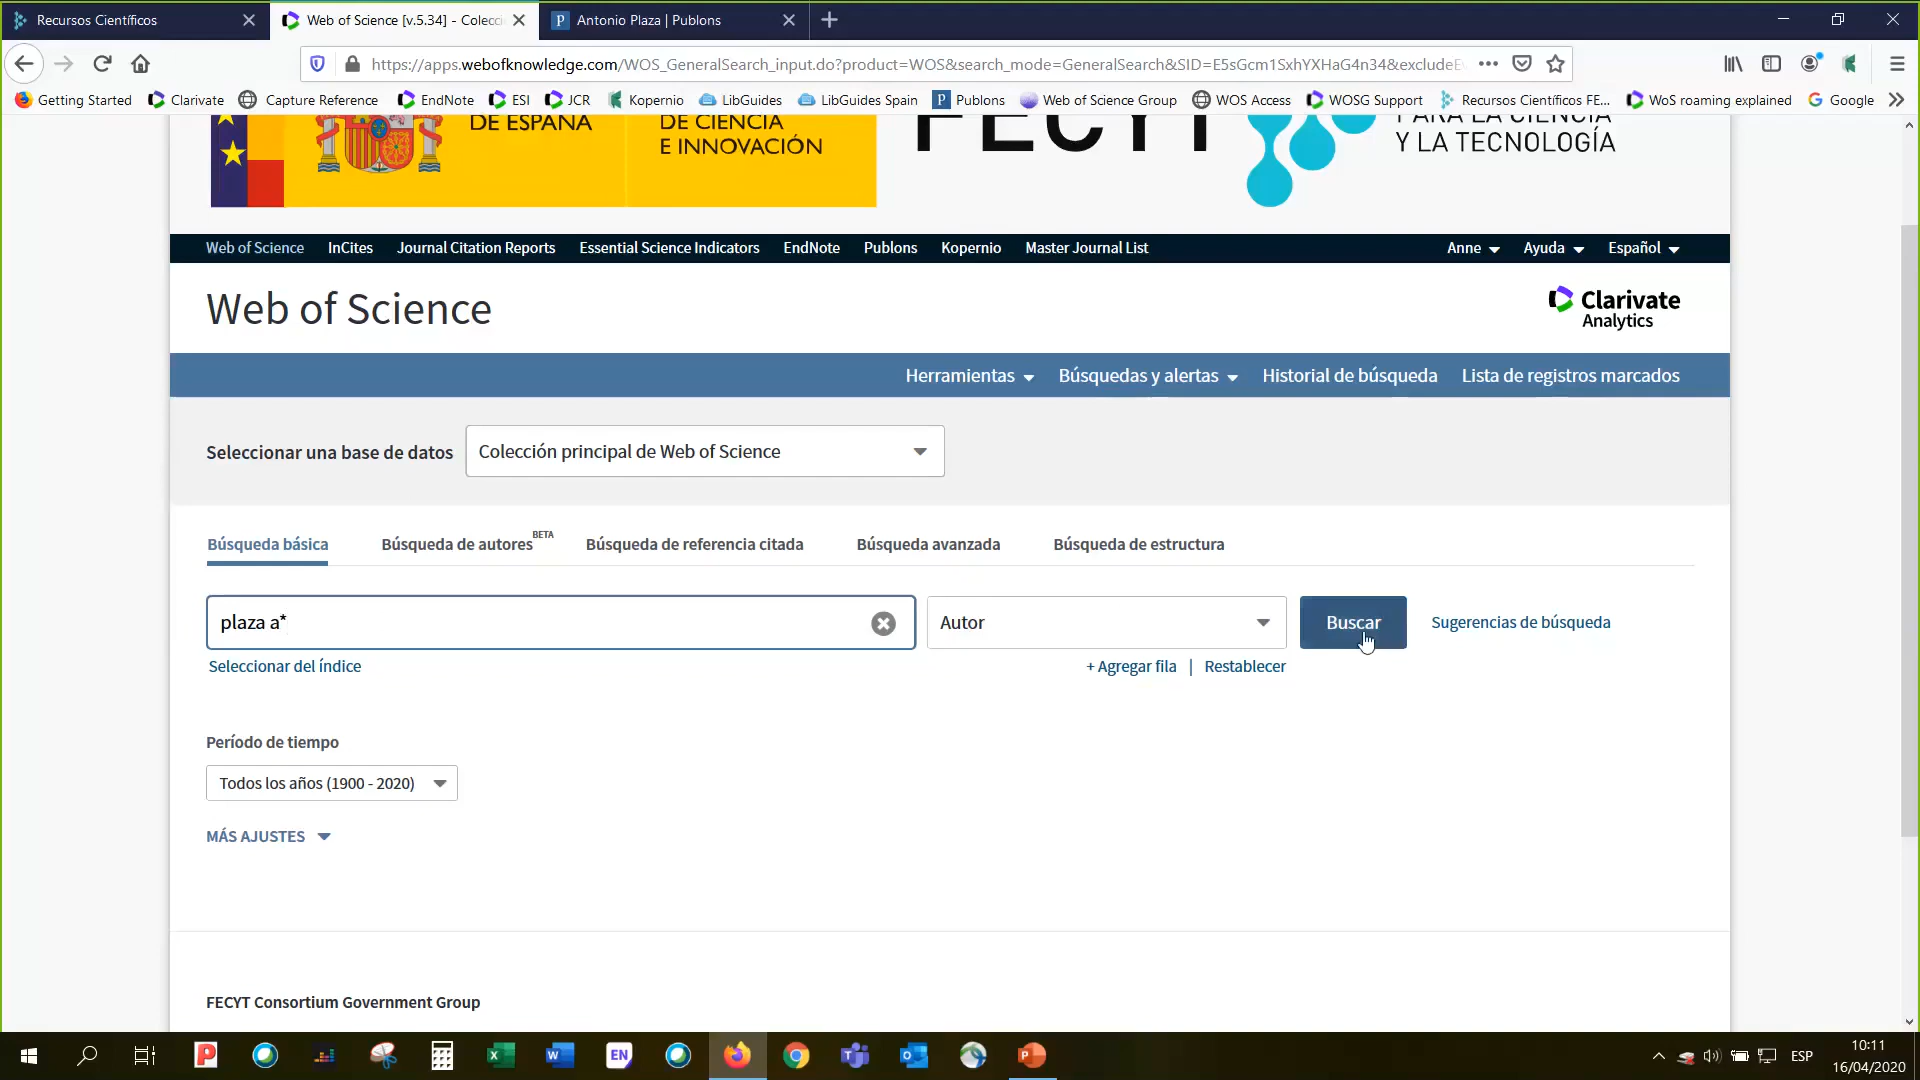 Recursos Científicos
Web of Science [v.5.34] - Colecci
Antonio Plaza | Publons
https://apps.webofknowledge.com/WOS_GeneralSearch_input.do?product=WOS&search_mode=GeneralSearch&SID=E5sGcm1SxhYXHaG4n34&excludeE
Getting Started
Clarivate
Capture Reference
EndNote
ESI
JCR
Kopernio
LibGuides
LibGuides Spain
Publons
Web of Science Group
WOS Access
WOSG Support
Recursos Científicos FE...
WoS roaming explained
Google
DE ESPAÑA
DE CIENCIA
E INNOVACIÓN
FECYT
PARA LA CIENCIA
Y LA TECNOLOGÍA
Web of Science
InCites
Journal Citation Reports
Essential Science Indicators
EndNote
Publons
Kopernio
Master Journal List
Anne
Ayuda
Español
Web of Science
Clarivate
Analytics
Herramientas
Búsquedas y alertas
Historial de búsqueda
Lista de registros marcados
Seleccionar una base de datos
Colección principal de Web of Science
Búsqueda básica
Búsqueda de autores BETA
Búsqueda de referencia citada
Búsqueda avanzada
Búsqueda de estructura
plaza a*
Autor
Buscar
Sugerencias de búsqueda
Seleccionar del índice
+ Agregar fila | Restablecer
Período de tiempo
Todos los años (1900 - 2020)
MÁS AJUSTES
FECYT Consortium Government Group
EN
ESP
10:11
16/04/2020